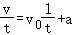 v/t = v₀ 1/t + a